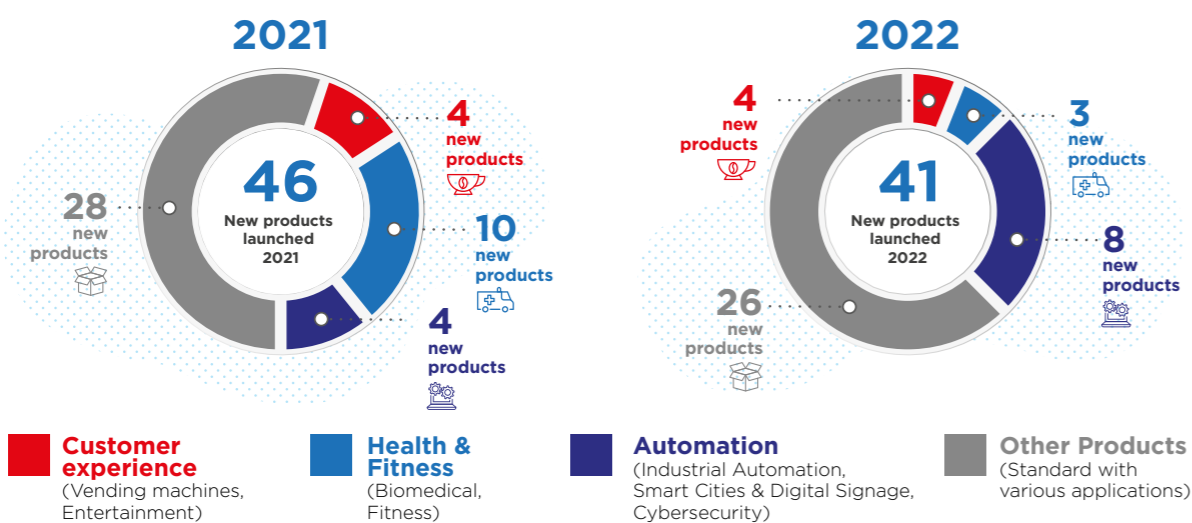 2021
4
new
products
46
New products
launched
2021
28
new
products
10
new
products
4
new
products
2022
4
new
products
3
new
products
41
New products
launched
2022
8
new
products
26
new
products
Customer
experience
(Vending machines,
Entertainment)
Health &
Fitness
(Biomedical,
Fitness)
Automation
(Industrial Automation,
Smart Cities & Digital Signage,
Cybersecurity)
Other Products
(Standard with
various applications)